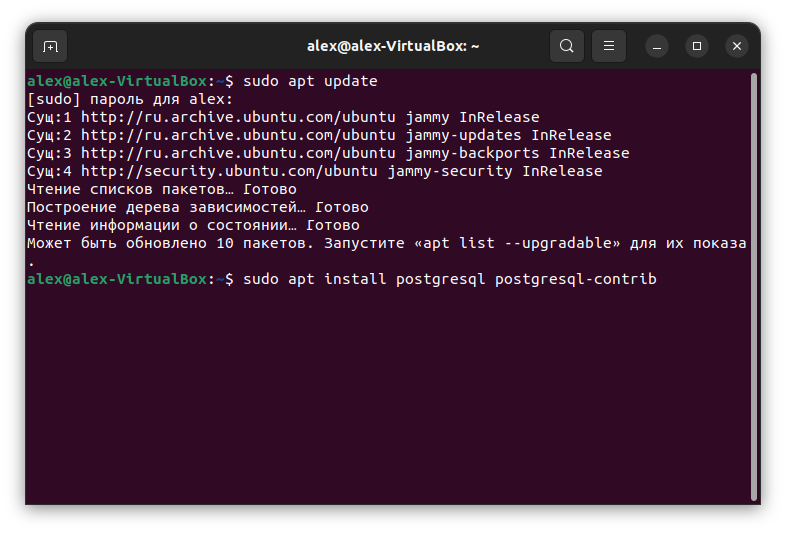 alex@alex-VirtualBox: ~
alex@alex-VirtualBox:~$ sudo apt update
[sudo] пароль для alex:
Сущ:1 http://ru.archive.ubuntu.com/ubuntu jammy InRelease
Сущ:2 http://ru.archive.ubuntu.com/ubuntu jammy-updates InRelease
Сущ:3 http://ru.archive.ubuntu.com/ubuntu jammy-backports InRelease
Сущ:4 http://security.ubuntu.com/ubuntu jammy-security InRelease
Чтение списков пакетов… Готово
Построение дерева зависимостей… Готово
Чтение информации о состоянии… Готово
Может быть обновлено 10 пакетов. Запустите «apt list --upgradable» для их показа
.
alex@alex-VirtualBox:~$ sudo apt install postgresql postgresql-contrib